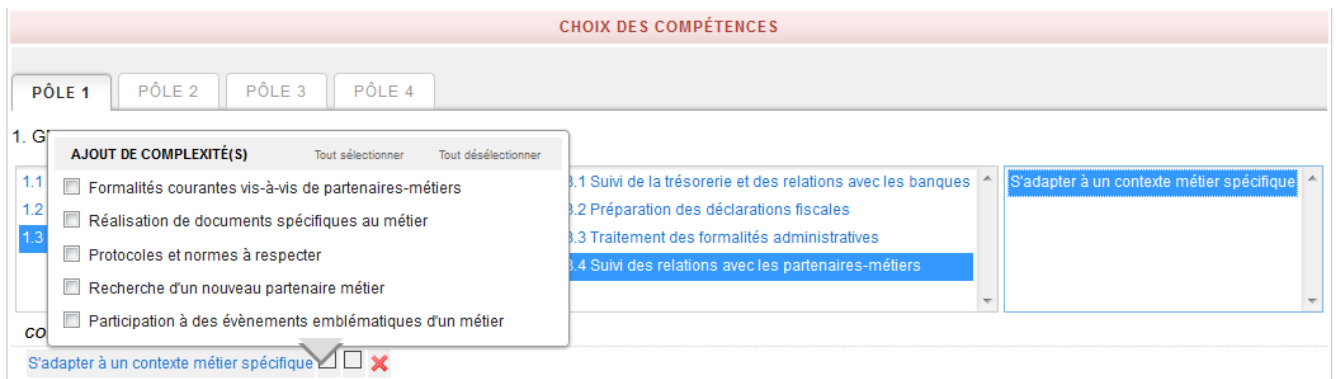 CHOIX DES COMPÉTENCES
PÔLE 1 PÔLE 2 PÔLE 3 PÔLE 4
1. G
AJOUT DE COMPLEXITÉ(S) Tout sélectionner Tout désélectionner
Formalités courantes vis-à-vis de partenaires-métiers
Réalisation de documents spécifiques au métier
Protocoles et normes à respecter
Recherche d'un nouveau partenaire métier
Participation à des évènements emblématiques d'un métier
1.1
1.2
1.3
3.1 Suivi de la trésorerie et des relations avec les banques
3.2 Préparation des déclarations fiscales
3.3 Traitement des formalités administratives
3.4 Suivi des relations avec les partenaires-métiers
S'adapter à un contexte métier spécifique
CO
S'adapter à un contexte métier spécifique